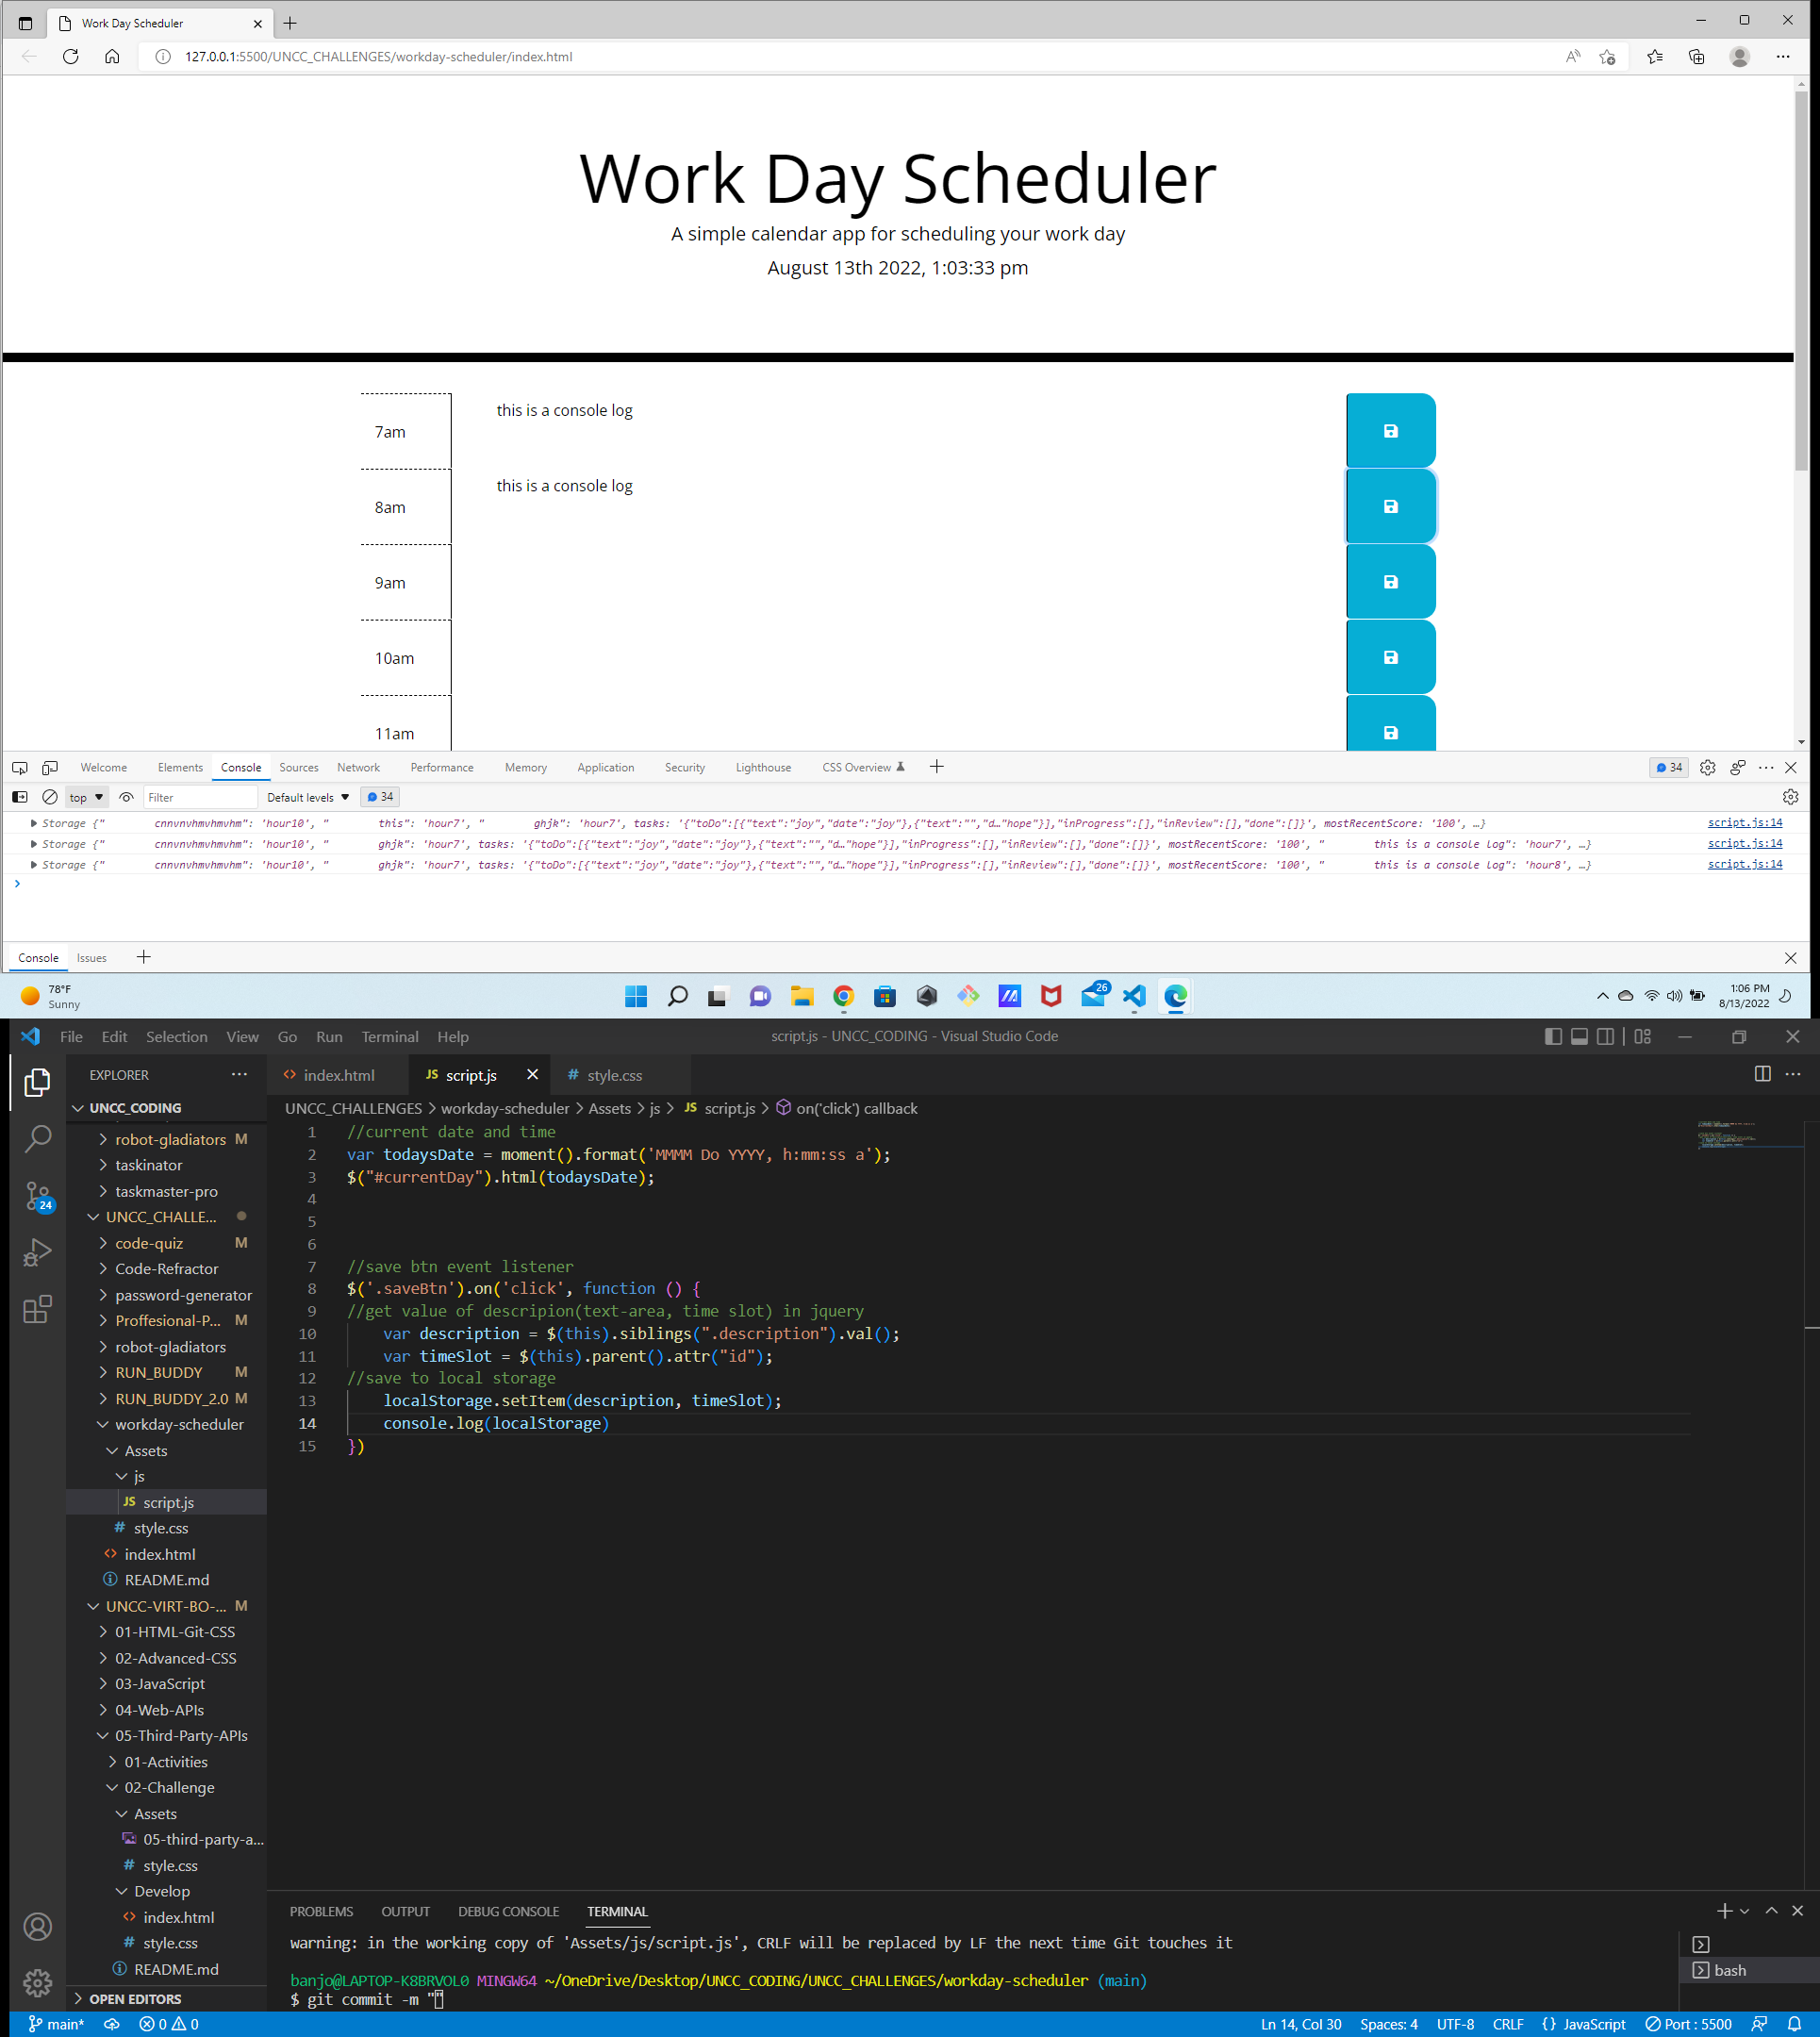 Work Day Scheduler
127.0.0.1:5500/UNCC_CHALLENGES/workday-scheduler/index.html
Work Day Scheduler
A simple calendar app for scheduling your work day
August 13th 2022, 1:03:33 pm
7am this is a console log
8am this is a console log
9am
10am
11am
Welcome Elements Console Sources Network Performance Memory Application Security Lighthouse CSS Overview 34
top Filter Default levels 34
Storage {" cnnvnvhmvhmvhm": 'hour10', " this": 'hour7', " ghjk": 'hour7', tasks: '{"toDo":[{"text":"joy","date":"joy"},{"text":"","d…"hope"}],"inProgress":[],"inReview":[],"done":[]}', mostRecentScore: '100', …} script.js:14
Storage {" cnnvnvhmvhmvhm": 'hour10', " ghjk": 'hour7', tasks: '{"toDo":[{"text":"joy","date":"joy"},{"text":"","d…"hope"}],"inProgress":[],"inReview":[],"done":[]}', mostRecentScore: '100', " this is a console log": 'hour7', …} script.js:14
Storage {" cnnvnvhmvhmvhm": 'hour10', " ghjk": 'hour7', tasks: '{"toDo":[{"text":"joy","date":"joy"},{"text":"","d…"hope"}],"inProgress":[],"inReview":[],"done":[]}', mostRecentScore: '100', " this is a console log": 'hour8', …} script.js:14
Console Issues
78°F
Sunny
26
1:06 PM
8/13/2022
File Edit Selection View Go Run Terminal Help script.js - UNCC_CODING - Visual Studio Code
EXPLORER
index.html JS script.js # style.css
UNCC_CODING
UNCC_CHALLENGES > workday-scheduler > Assets > js > JS script.js > on('click') callback
robot-gladiators M
taskinator
taskmaster-pro
24
UNCC_CHALLE...
code-quiz M
Code-Refractor
password-generator
Proffesional-P... M
robot-gladiators
RUN_BUDDY M
RUN_BUDDY_2.0 M
workday-scheduler
Assets
js
JS script.js
# style.css
index.html
README.md
UNCC-VIRT-BO-... M
01-HTML-Git-CSS
02-Advanced-CSS
03-JavaScript
04-Web-APIs
05-Third-Party-APIs
01-Activities
02-Challenge
Assets
05-third-party-a...
# style.css
Develop
index.html
# style.css
README.md
OPEN EDITORS
1 //current date and time
2 var todaysDate = moment().format('MMMM Do YYYY, h:mm:ss a');
3 $("#currentDay").html(todaysDate);
4
5
6
7 //save btn event listener
8 $('.saveBtn').on('click', function () {
9 //get value of descripion(text-area, time slot) in jquery
10 var description = $(this).siblings(".description").val();
11 var timeSlot = $(this).parent().attr("id");
12 //save to local storage
13 localStorage.setItem(description, timeSlot);
14 console.log(localStorage)
15 })
PROBLEMS OUTPUT DEBUG CONSOLE TERMINAL
warning: in the working copy of 'Assets/js/script.js', CRLF will be replaced by LF the next time Git touches it
banjo@LAPTOP-K8BRVOL0 MINGW64 ~/OneDrive/Desktop/UNCC_CODING/UNCC_CHALLENGES/workday-scheduler (main)
$ git commit -m ""
bash
main* 0 0 Ln 14, Col 30 Spaces: 4 UTF-8 CRLF {} JavaScript Port : 5500